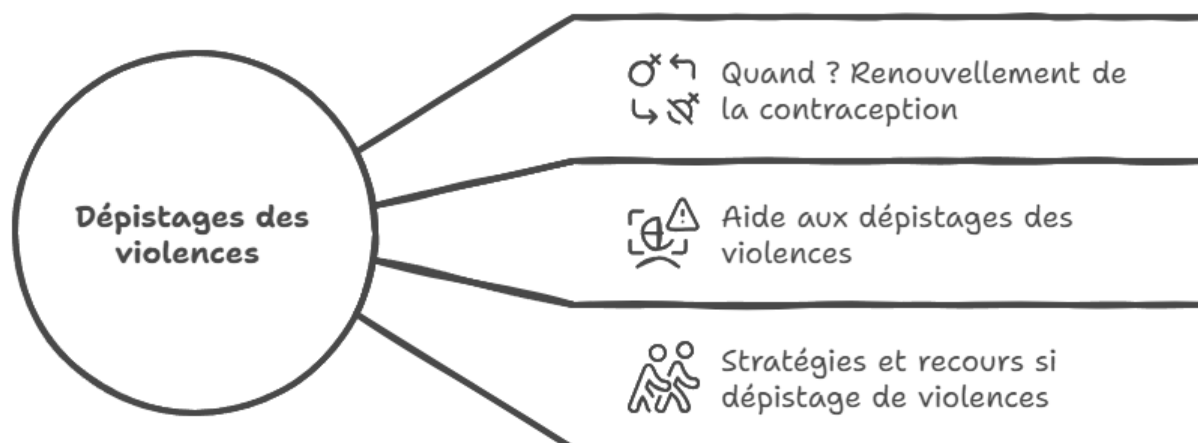 Dépistages des
violences
Quand ? Renouvellement de
la contraception
Aide aux dépistages des
violences
Stratégies et recours si
dépistage de violences